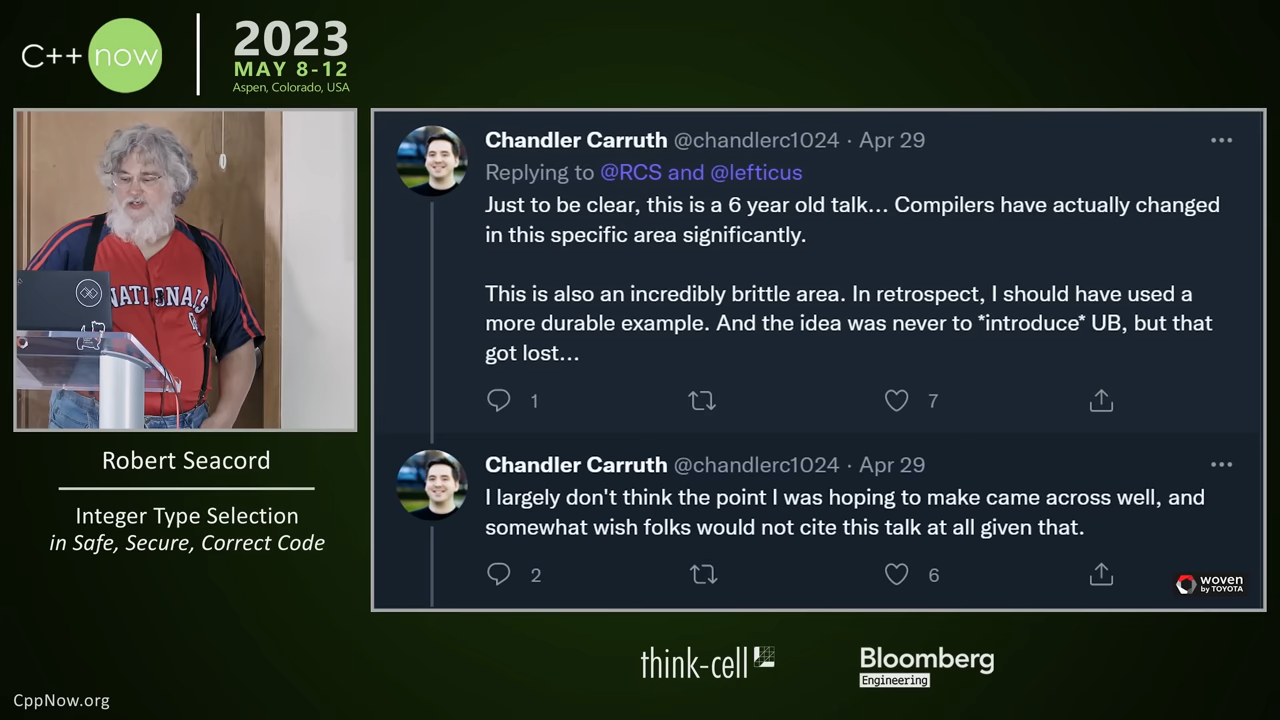 C++ now
2023
MAY 8-12
Aspen, Colorado, USA
NATIONALS
Robert Seacord
Integer Type Selection
in Safe, Secure, Correct Code
Chandler Carruth @chandlerc1024 · Apr 29
Replying to @RCS and @lefticus
Just to be clear, this is a 6 year old talk... Compilers have actually changed
in this specific area significantly.
This is also an incredibly brittle area. In retrospect, I should have used a
more durable example. And the idea was never to *introduce* UB, but that
got lost...
1
7
Chandler Carruth @chandlerc1024 · Apr 29
I largely don't think the point I was hoping to make came across well, and
somewhat wish folks would not cite this talk at all given that.
2
6
woven
by TOYOTA
think-cell
Bloomberg
Engineering
CppNow.org